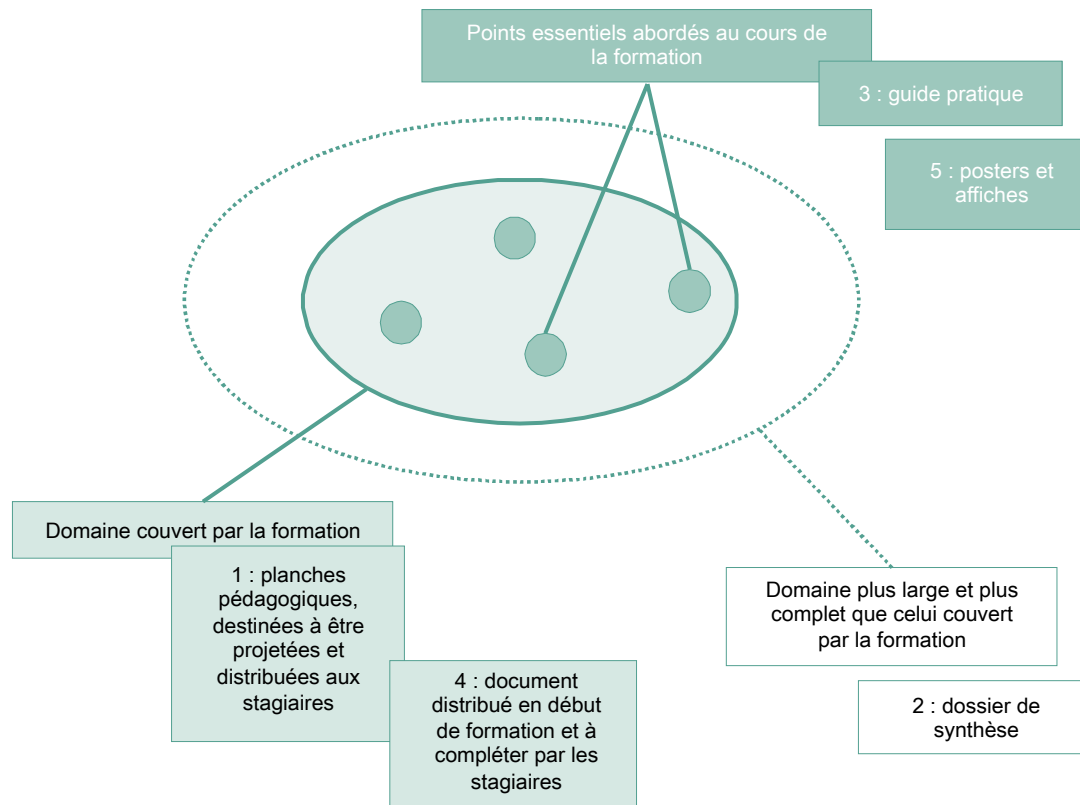 Points essentiels abordés au cours de
la formation
3 : guide pratique
5 : posters et
affiches
Domaine couvert par la formation
1 : planches
pédagogiques,
destinées à être
projetées et
distribuées aux
stagiaires
4 : document
distribué en début
de formation et à
compléter par les
stagiaires
Domaine plus large et plus
complet que celui couvert
par la formation
2 : dossier de
synthèse